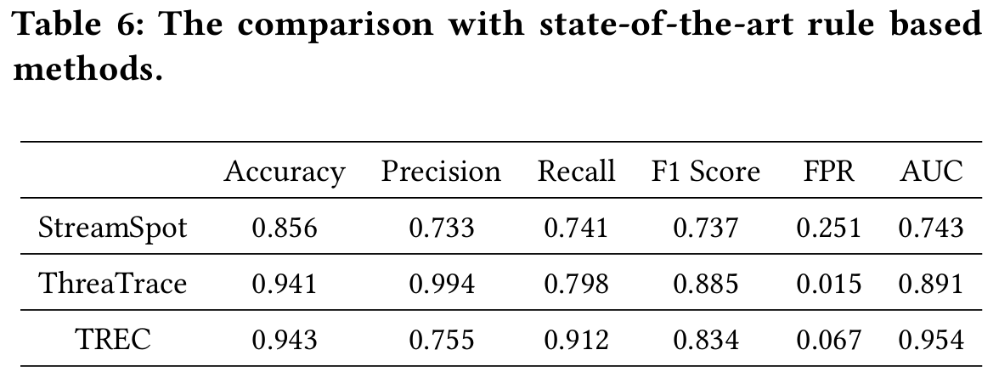 Table 6: The comparison with state-of-the-art rule based
methods.
Accuracy Precision Recall F1 Score FPR AUC
StreamSpot 0.856 0.733 0.741 0.737 0.251 0.743
ThreaTrace 0.941 0.994 0.798 0.885 0.015 0.891
TREC 0.943 0.755 0.912 0.834 0.067 0.954